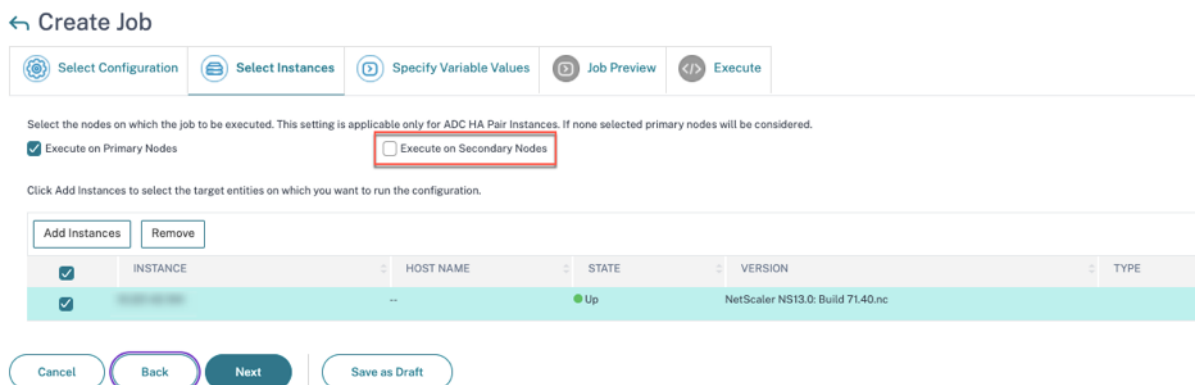 Create Job
Select Configuration Select Instances Specify Variable Values Job Preview Execute
Select the nodes on which the job to be executed. This setting is applicable only for ADC HA Pair Instances. If none selected primary nodes will be considered.
Execute on Primary Nodes Execute on Secondary Nodes
Click Add Instances to select the target entities on which you want to run the configuration.
Add Instances Remove
INSTANCE HOST NAME STATE VERSION TYPE
-- Up NetScaler NS13.0: Build 71.40.nc
Cancel Back Next Save as Draft